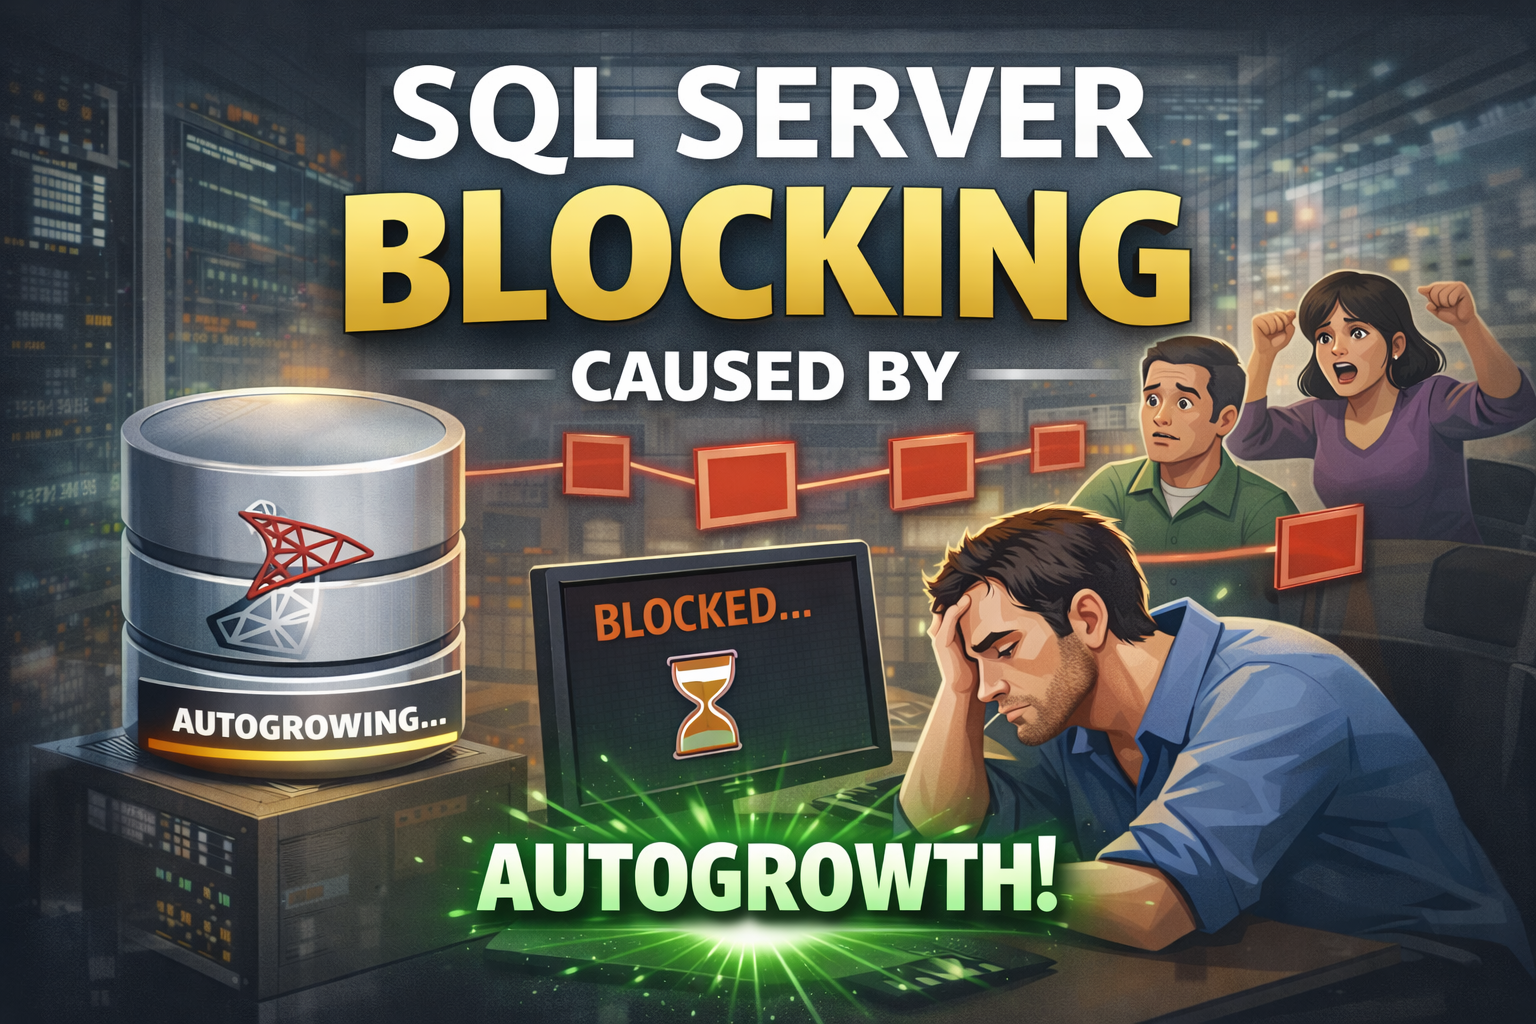 SQL SERVER
BLOCKING
CAUSED BY
BLOCKED...
AUTOGROWING...
AUTOGROWTH!